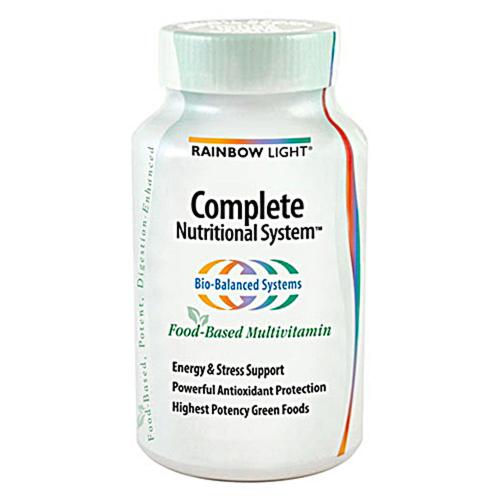 RAINBOW LIGHT®
Complete
Nutritional System™
Bio-Balanced Systems
Food-Based Multivitamin
Energy & Stress Support
Powerful Antioxidant Protection
Highest Potency Green Foods
Food-Based, Potent, Digestion-Enhanced